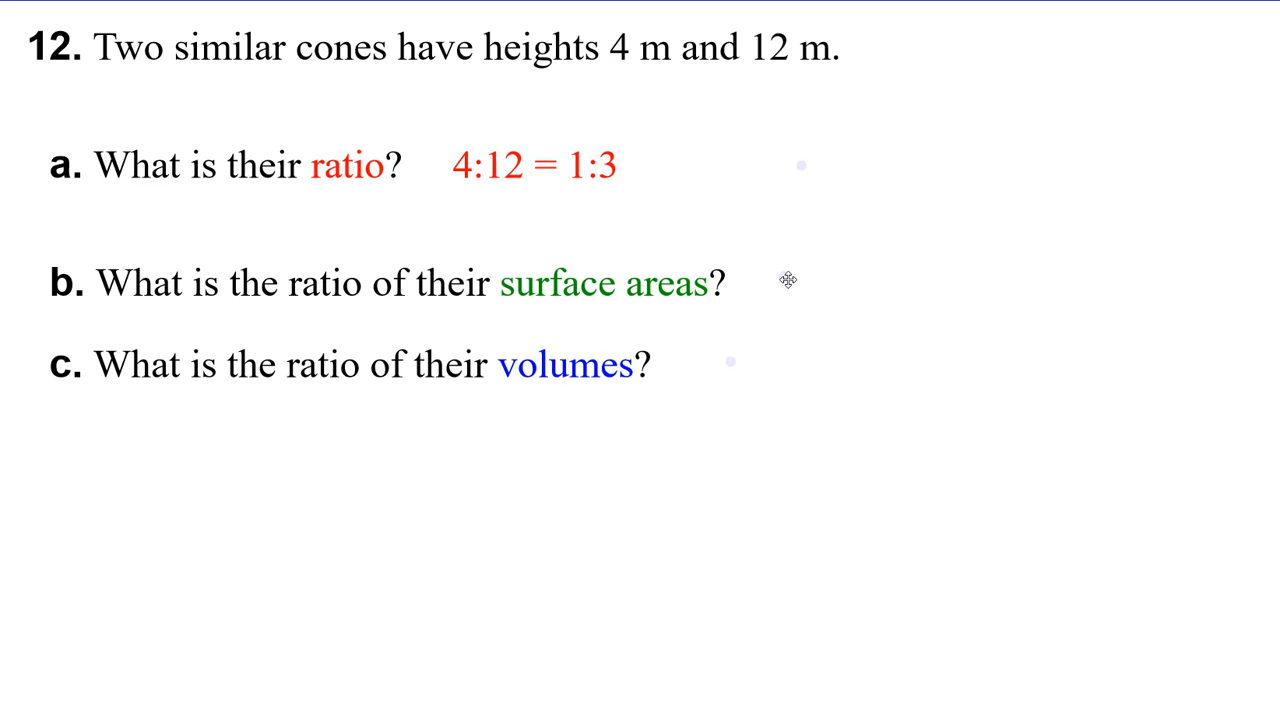 12. Two similar cones have heights 4 m and 12 m.
a. What is their ratio? 4:12 = 1:3
b. What is the ratio of their surface areas?
c. What is the ratio of their volumes?